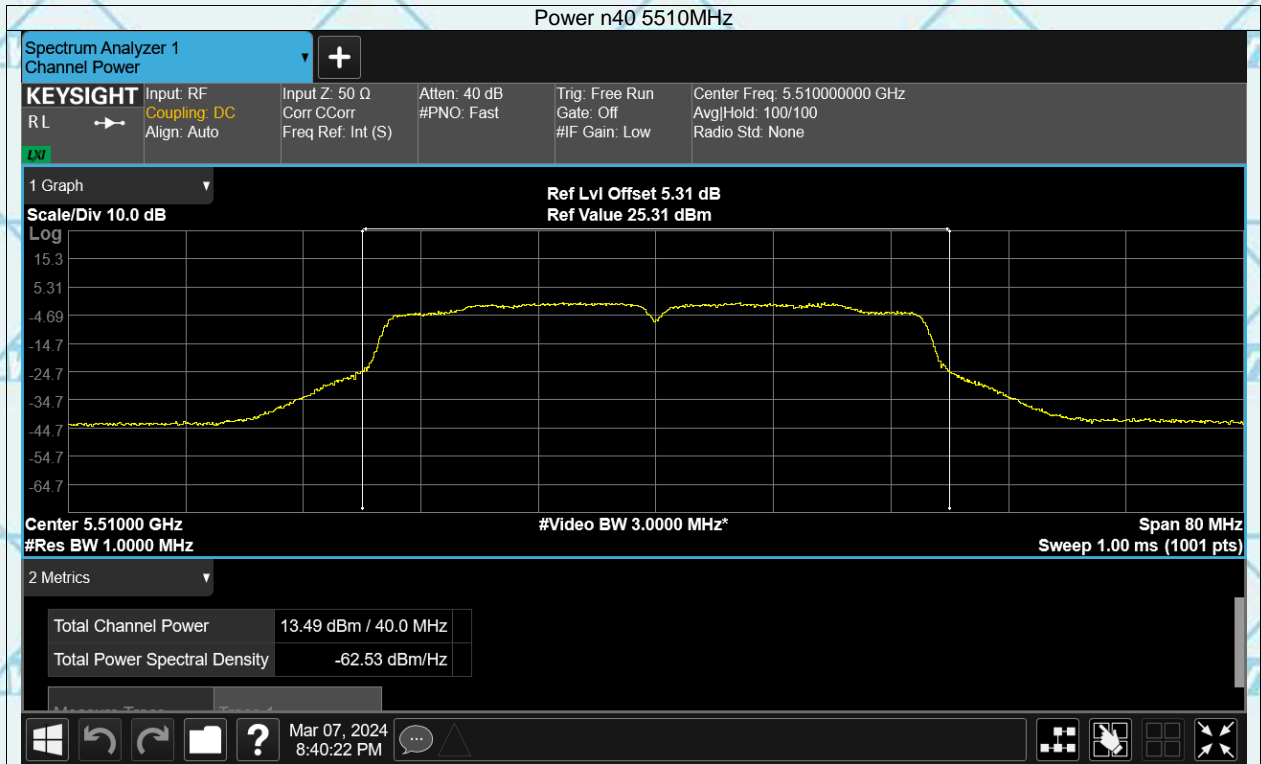 Power n40 5510MHz
Spectrum Analyzer 1
Channel Power
KEYSIGHT
R L
LXI
Input: RF
Coupling: DC
Align: Auto
Input Z: 50 Ω
Corr CCorr
Freq Ref: Int (S)
Atten: 40 dB
#PNO: Fast
Trig: Free Run
Gate: Off
#IF Gain: Low
Center Freq: 5.510000000 GHz
Avg|Hold: 100/100
Radio Std: None
1 Graph
Scale/Div 10.0 dB
Ref Lvl Offset 5.31 dB
Ref Value 25.31 dBm
Log
15.3
5.31
-4.69
-14.7
-24.7
-34.7
-44.7
-54.7
-64.7
Center 5.51000 GHz
#Video BW 3.0000 MHz*
Span 80 MHz
#Res BW 1.0000 MHz
Sweep 1.00 ms (1001 pts)
2 Metrics
Total Channel Power 13.49 dBm / 40.0 MHz
Total Power Spectral Density -62.53 dBm/Hz
Mar 07, 2024
8:40:22 PM